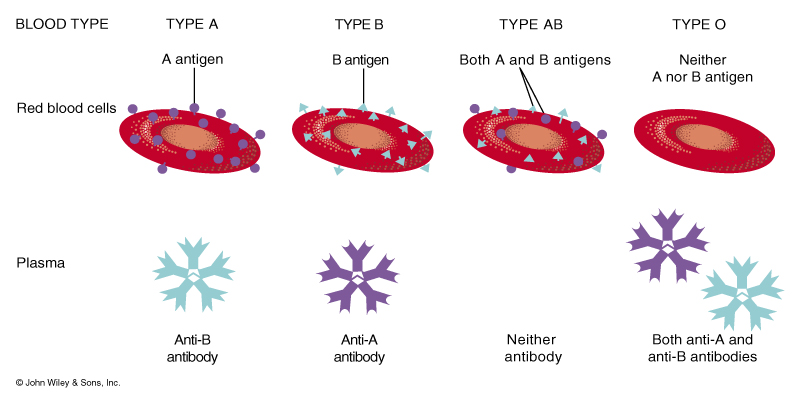 BLOOD TYPE TYPE A TYPE B TYPE AB TYPE O
A antigen B antigen Both A and B antigens Neither
A nor B antigen
Red blood cells
Plasma
Anti-B Anti-A Neither Both anti-A and
antibody antibody antibody anti-B antibodies
© John Wiley & Sons, Inc.